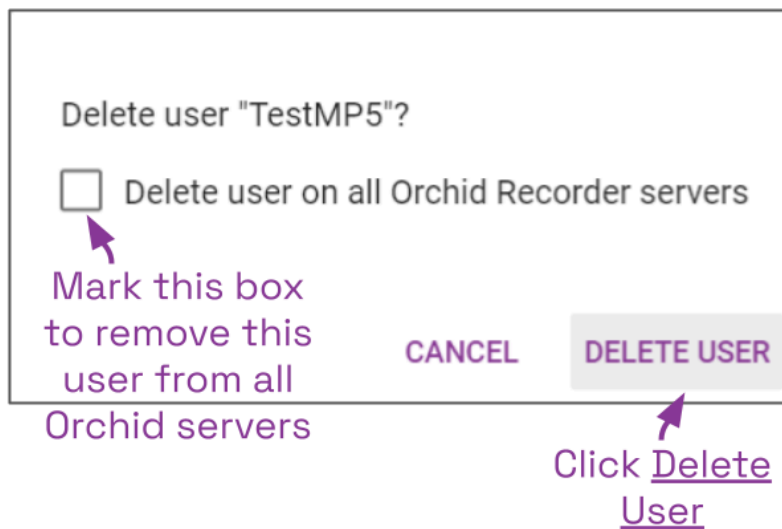 Delete user "TestMP5"?
Delete user on all Orchid Recorder servers
Mark this box
to remove this
user from all
Orchid servers
CANCEL
DELETE USER
Click Delete
User